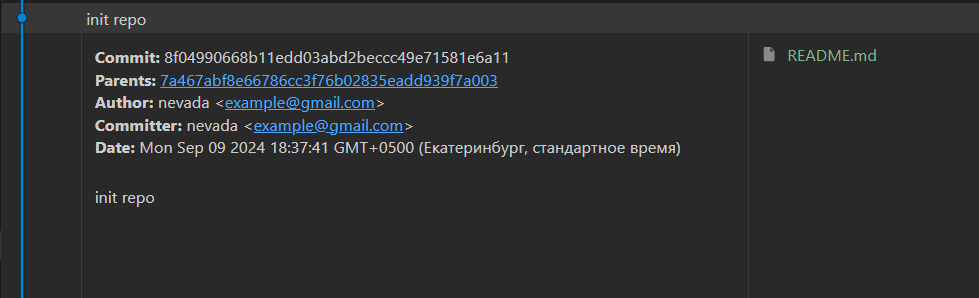 init repo
Commit: 8f04990668b11edd03abd2beccc49e71581e6a11
README.md
Parents: 7a467abf8e66786cc3f76b02835eadd939f7a003
Author: nevada <example@gmail.com>
Committer: nevada <example@gmail.com>
Date: Mon Sep 09 2024 18:37:41 GMT+0500 (Екатеринбург, стандартное время)
init repo